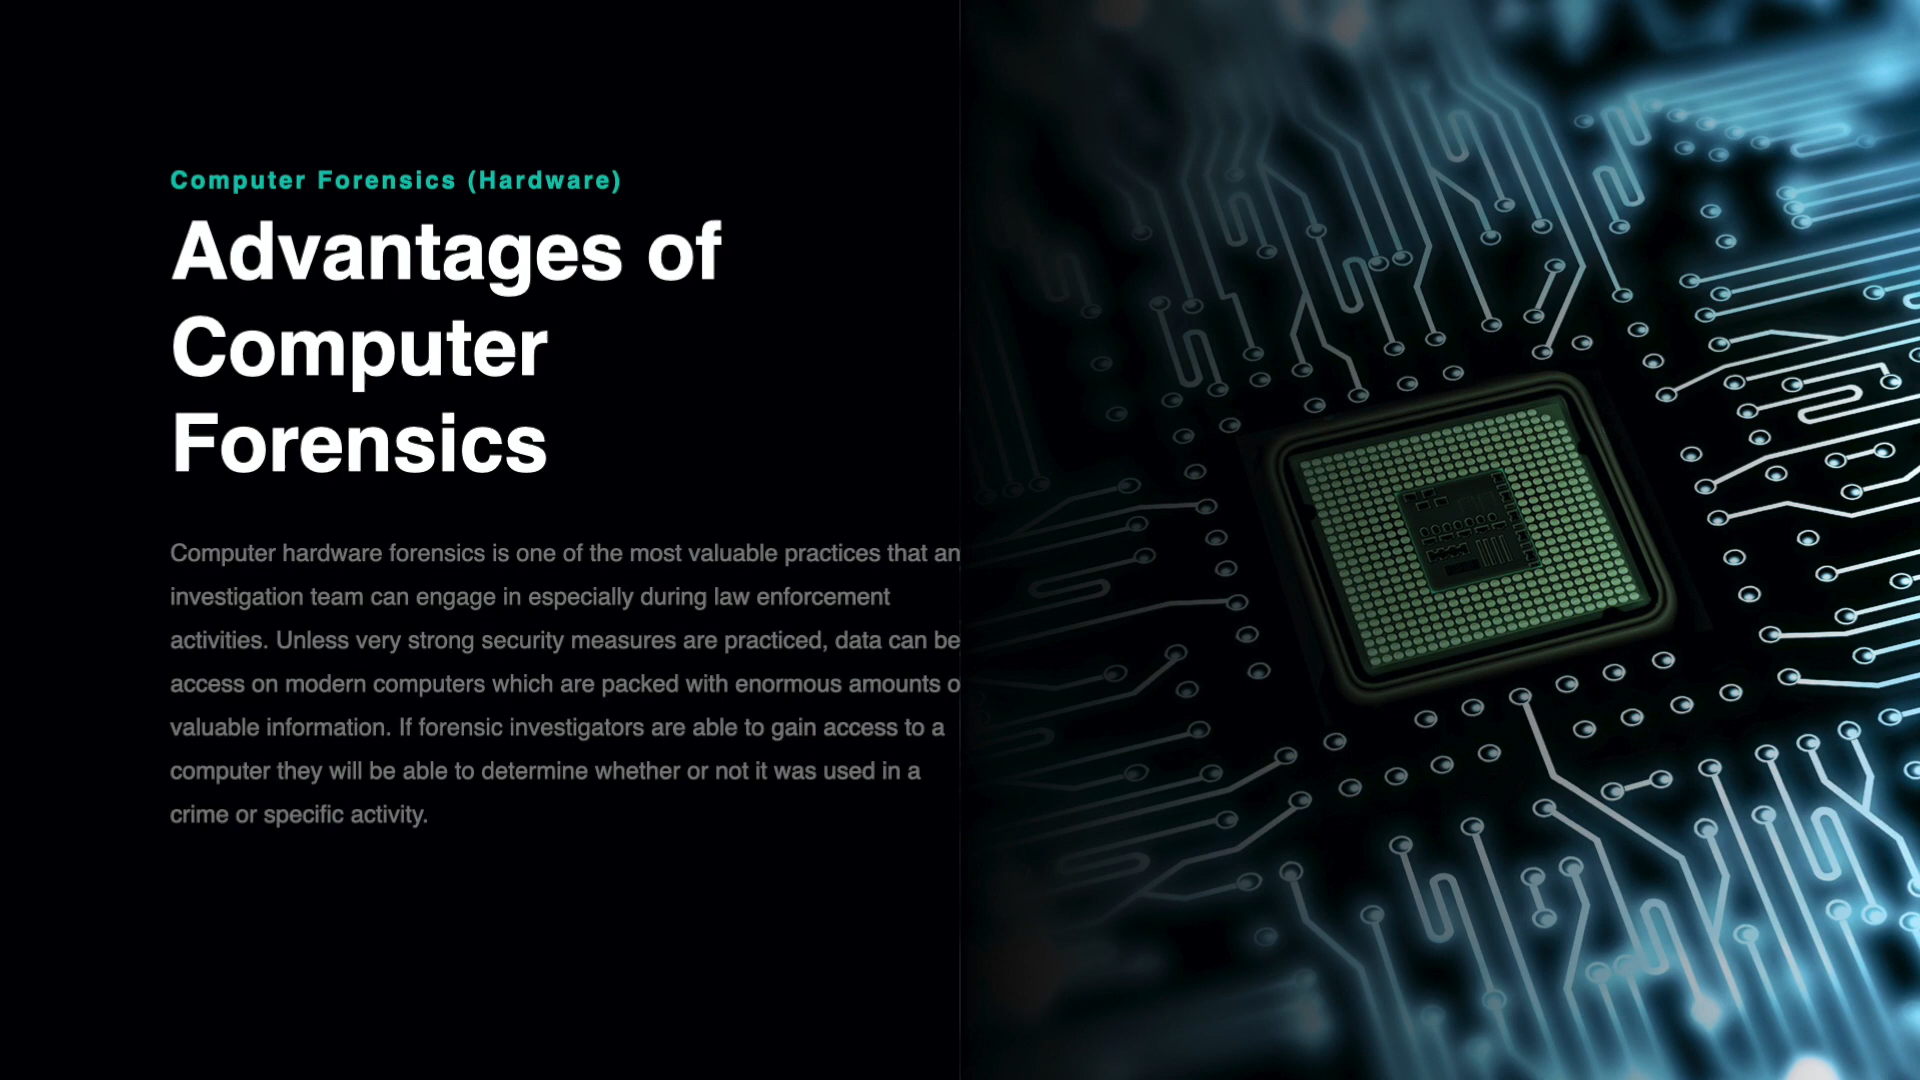 Computer Forensics (Hardware)
Advantages of
Computer
Forensics
Computer hardware forensics is one of the most valuable practices that an
investigation team can engage in especially during law enforcement
activities. Unless very strong security measures are practiced, data can be
access on modern computers which are packed with enormous amounts o
valuable information. If forensic investigators are able to gain access to a
computer they will be able to determine whether or not it was used in a
crime or specific activity.